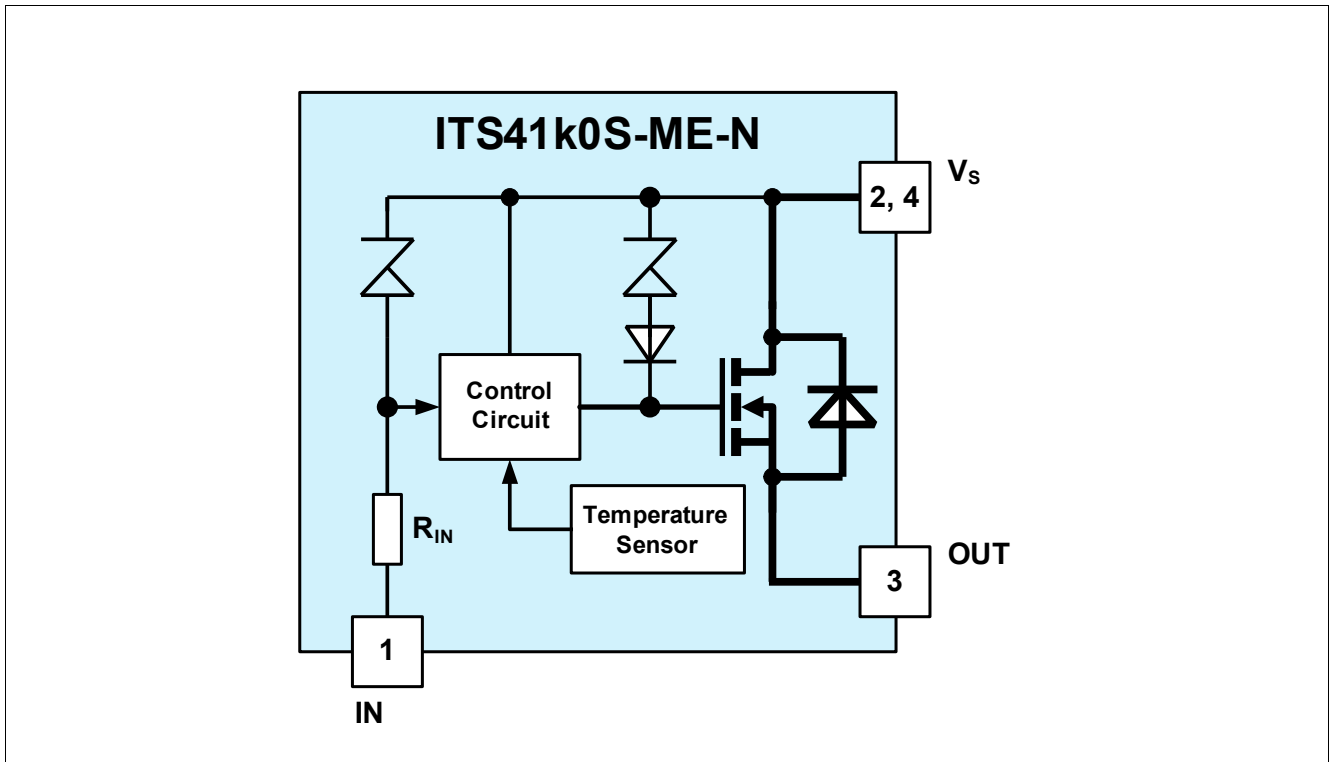 ITS41k0S-ME-N
VS
2, 4
Control
Circuit
RIN
Temperature
Sensor
OUT
3
1
IN